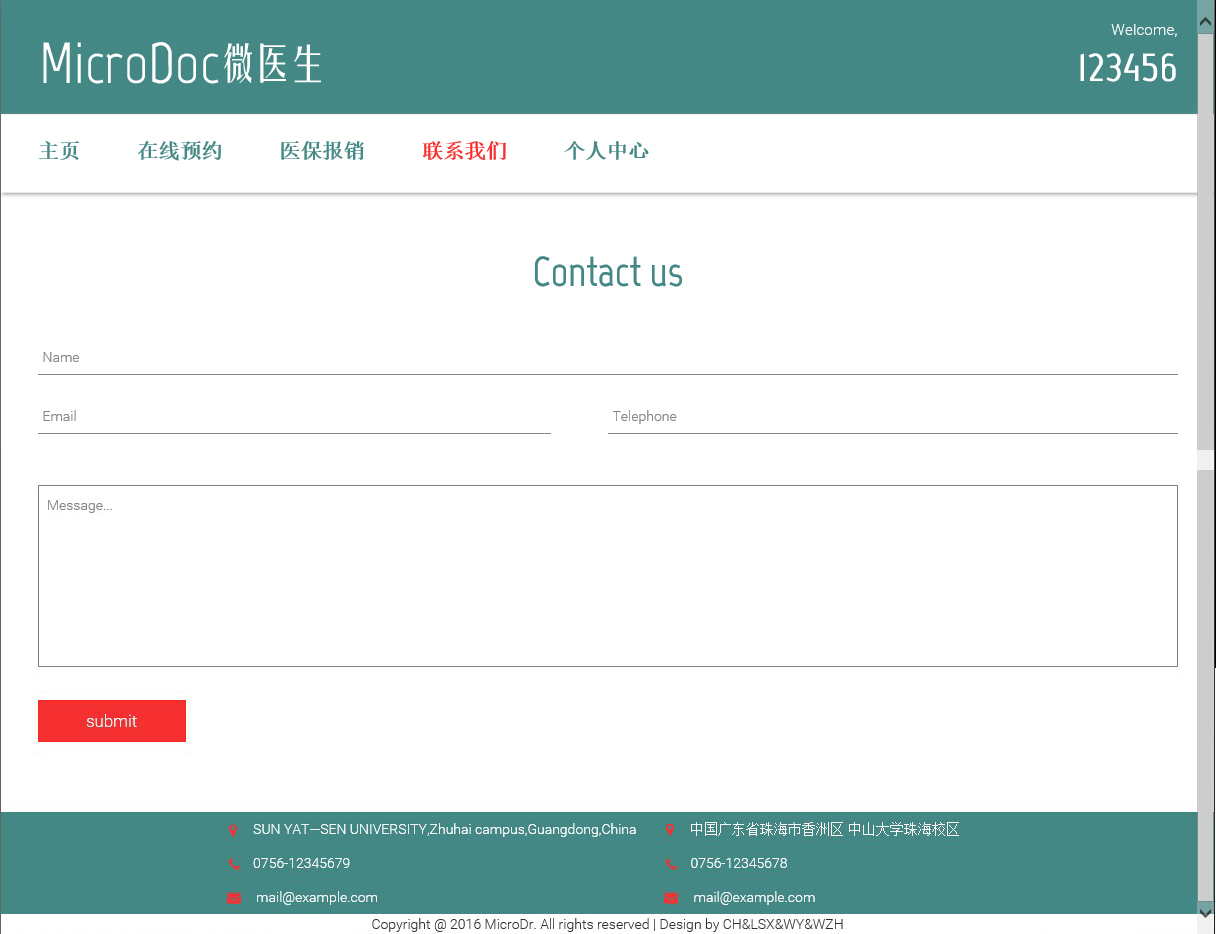 Welcome,
MicroDoc微医生
123456
主页 在线预约 医保报销 联系我们 个人中心
Contact us
Name
Email Telephone
Message...
submit
SUN YAT—SEN UNIVERSITY,Zhuhai campus,Guangdong,China 中国广东省珠海市香洲区 中山大学珠海校区
0756-12345679 0756-12345678
mail@example.com mail@example.com
Copyright @ 2016 MicroDr. All rights reserved | Design by CH&LSX&WY&WZH